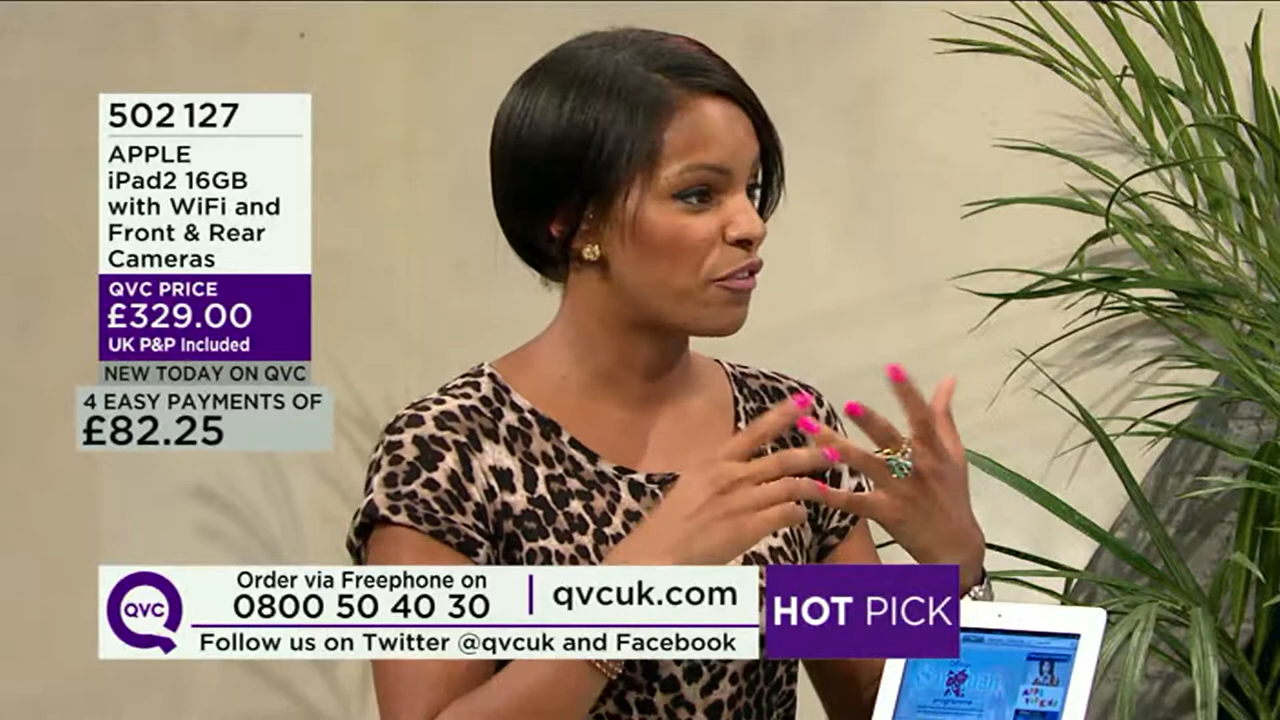 502 127
APPLE
iPad2 16GB
with WiFi and
Front & Rear
Cameras
QVC PRICE
£329.00
UK P&P Included
NEW TODAY ON QVC
4 EASY PAYMENTS OF
£82.25
QVC
Order via Freephone on
0800 50 40 30
qvcuk.com
Follow us on Twitter @qvcuk and Facebook
HOT PICK
programme